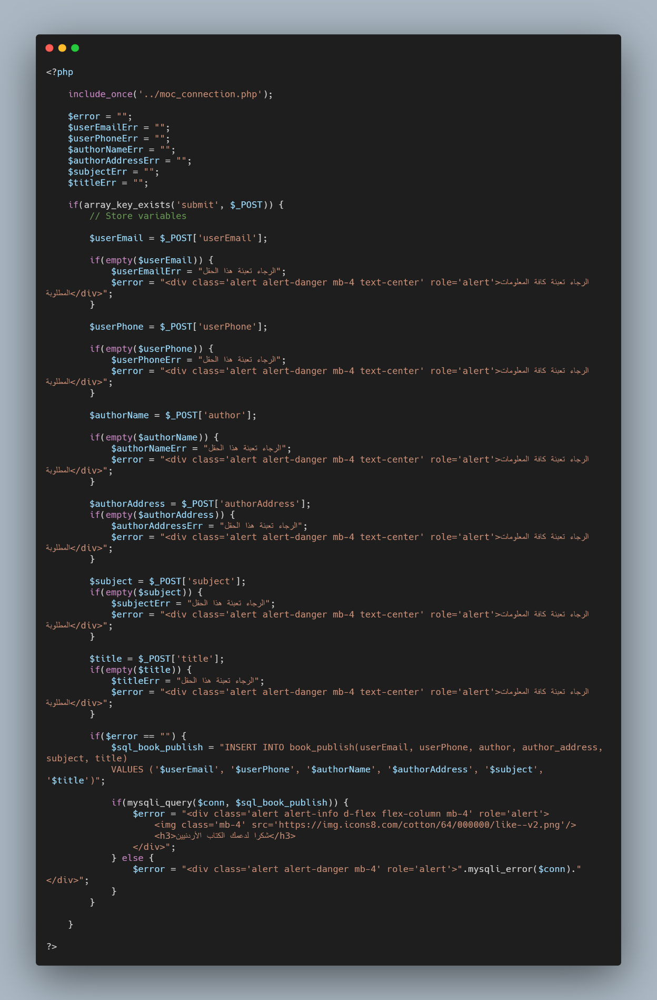 <?php
include_once('../moc_connection.php');
$error = "";
$userEmailErr = "";
$userPhoneErr = "";
$authorNameErr = "";
$authorAddressErr = "";
$subjectErr = "";
$titleErr = "";
if(array_key_exists('submit', $_POST)) {
// Store variables
$userEmail = $_POST['userEmail'];
if(empty($userEmail)) {
$userEmailErr = "الرجاء تعبئة هذا الحقل";
$error = "<div class='alert alert-danger mb-4 text-center' role='alert'>الرجاء تعبئة كافة المعلومات
المطلوبة</div>";
}
$userPhone = $_POST['userPhone'];
if(empty($userPhone)) {
$userPhoneErr = "الرجاء تعبئة هذا الحقل";
$error = "<div class='alert alert-danger mb-4 text-center' role='alert'>الرجاء تعبئة كافة المعلومات
المطلوبة</div>";
}
$authorName = $_POST['author'];
if(empty($authorName)) {
$authorNameErr = "الرجاء تعبئة هذا الحقل";
$error = "<div class='alert alert-danger mb-4 text-center' role='alert'>الرجاء تعبئة كافة المعلومات
المطلوبة</div>";
}
$authorAddress = $_POST['authorAddress'];
if(empty($authorAddress)) {
$authorAddressErr = "الرجاء تعبئة هذا الحقل";
$error = "<div class='alert alert-danger mb-4 text-center' role='alert'>الرجاء تعبئة كافة المعلومات
المطلوبة</div>";
}
$subject = $_POST['subject'];
if(empty($subject)) {
$subjectErr = "الرجاء تعبئة هذا الحقل";
$error = "<div class='alert alert-danger mb-4 text-center' role='alert'>الرجاء تعبئة كافة المعلومات
المطلوبة</div>";
}
$title = $_POST['title'];
if(empty($title)) {
$titleErr = "الرجاء تعبئة هذا الحقل";
$error = "<div class='alert alert-danger mb-4 text-center' role='alert'>الرجاء تعبئة كافة المعلومات
المطلوبة</div>";
}
if($error == "") {
$sql_book_publish = "INSERT INTO book_publish(userEmail, userPhone, author, author_address,
subject, title)
VALUES ('$userEmail', '$userPhone', '$authorName', '$authorAddress', '$subject',
'$title')";
if(mysqli_query($conn, $sql_book_publish)) {
$error = "<div class='alert alert-info d-flex flex-column mb-4' role='alert'>
<img class='mb-4' src='https://img.icons8.com/cotton/64/000000/like--v2.png'/>
<h3>شكرا لدعمك الكتاب الأردنيين</h3>
</div>";
} else {
$error = "<div class='alert alert-danger mb-4' role='alert'>".mysqli_error($conn)."
</div>";
}
}
}
?>